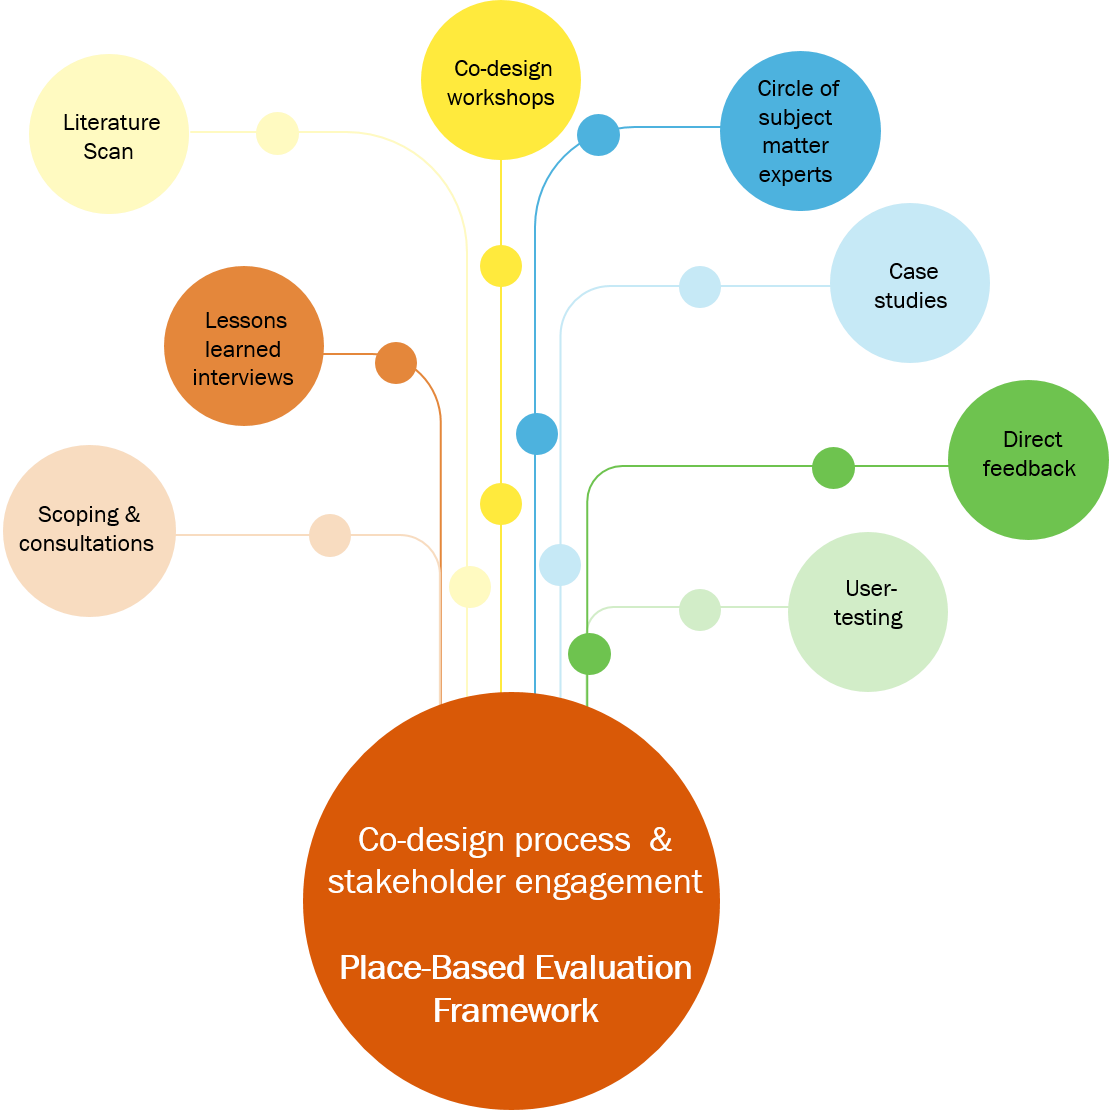 Co-design
workshops
Literature
Scan
Circle of
subject
matter
experts
Case
studies
Lessons
learned
interviews
Direct
feedback
Scoping &
consultations
User-
testing
Co-design process  &
stakeholder engagement
Place-Based Evaluation
Framework